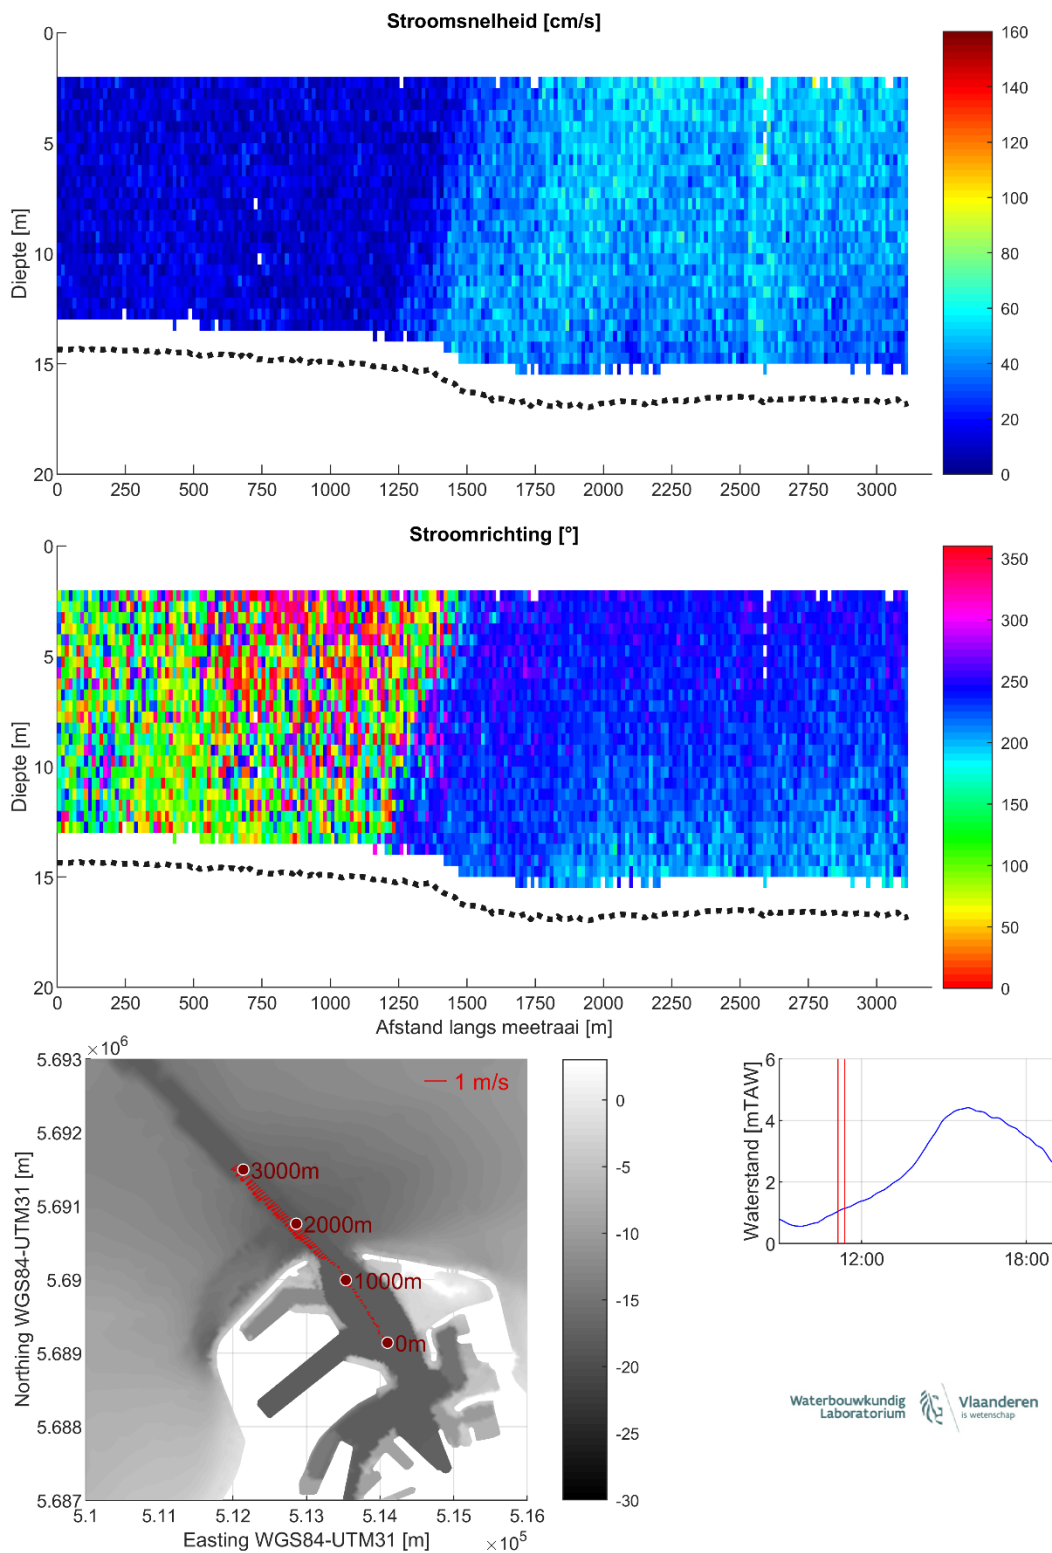 Stroomsnelheid [cm/s]
0
5
10
15
20
Diepte [m]
0 250 500 750 1000 1250 1500 1750 2000 2250 2500 2750 3000
160
140
120
100
80
60
40
20
0
Stroomrichting [°]
0
5
10
15
20
Diepte [m]
0 250 500 750 1000 1250 1500 1750 2000 2250 2500 2750 3000
Afstand langs meetraai [m]
350
300
250
200
150
100
50
0
×10⁶
5.693
5.692
5.691
5.69
5.689
5.688
5.687
Northing WGS84-UTM31 [m]
1 m/s
3000m
2000m
1000m
0m
5.1 5.12 5.13 5.14 5.15 5.16
Easting WGS84-UTM31 [m]
×10⁵
0
-5
-10
-15
-20
-25
-30
Waterstand [mTAW]
6
4
2
0
12:00 18:00
Waterbouwkundig
Laboratorium
Vlaanderen
is wetenschap